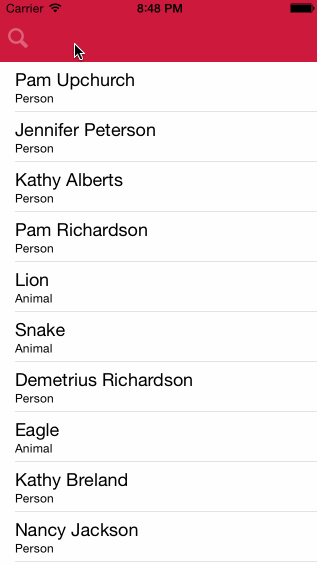 Carrier 8:48 PM
Pam Upchurch
Person
Jennifer Peterson
Person
Kathy Alberts
Person
Pam Richardson
Person
Lion
Animal
Snake
Animal
Demetrius Richardson
Person
Eagle
Animal
Kathy Breland
Person
Nancy Jackson
Person